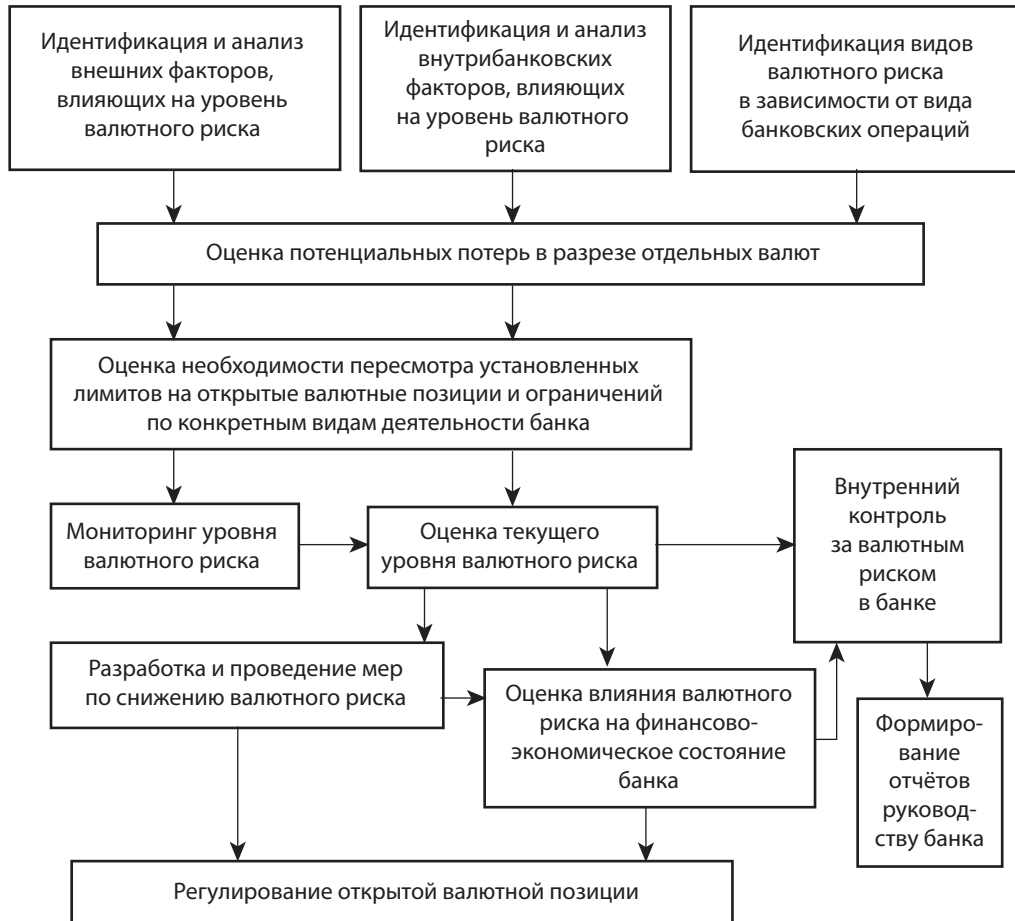 Идентификация и анализ
внешних факторов,
влияющих на уровень
валютного риска
Идентификация и анализ
внутрибанковских
факторов, влияющих
на уровень валютного
риска
Идентификация видов
валютного риска
в зависимости от вида
банковских операций
Оценка потенциальных потерь в разрезе отдельных валют
Оценка необходимости пересмотра установленных
лимитов на открытые валютные позиции и ограничений
по конкретным видам деятельности банка
Мониторинг уровня
валютного риска
Оценка текущего
уровня валютного риска
Внутренний
контроль
за валютным
риском
в банке
Разработка и проведение мер
по снижению валютного риска
Оценка влияния валютного
риска на финансово-
экономическое состояние
банка
Формиро-
вание
отчётов
руковод-
ству банка
Регулирование открытой валютной позиции